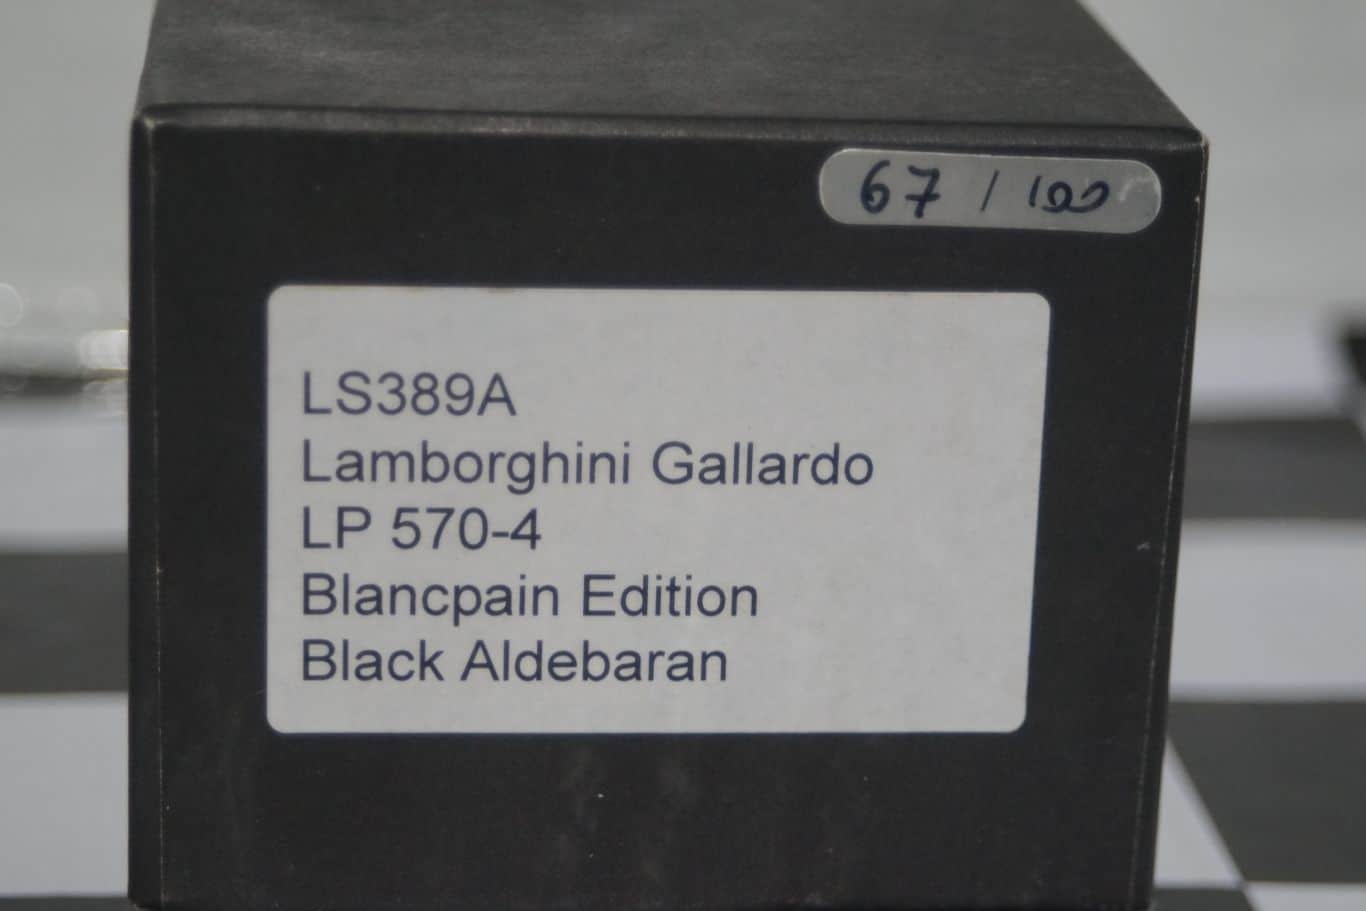 67 / 100
LS389A
Lamborghini Gallardo
LP 570-4
Blancpain Edition
Black Aldebaran